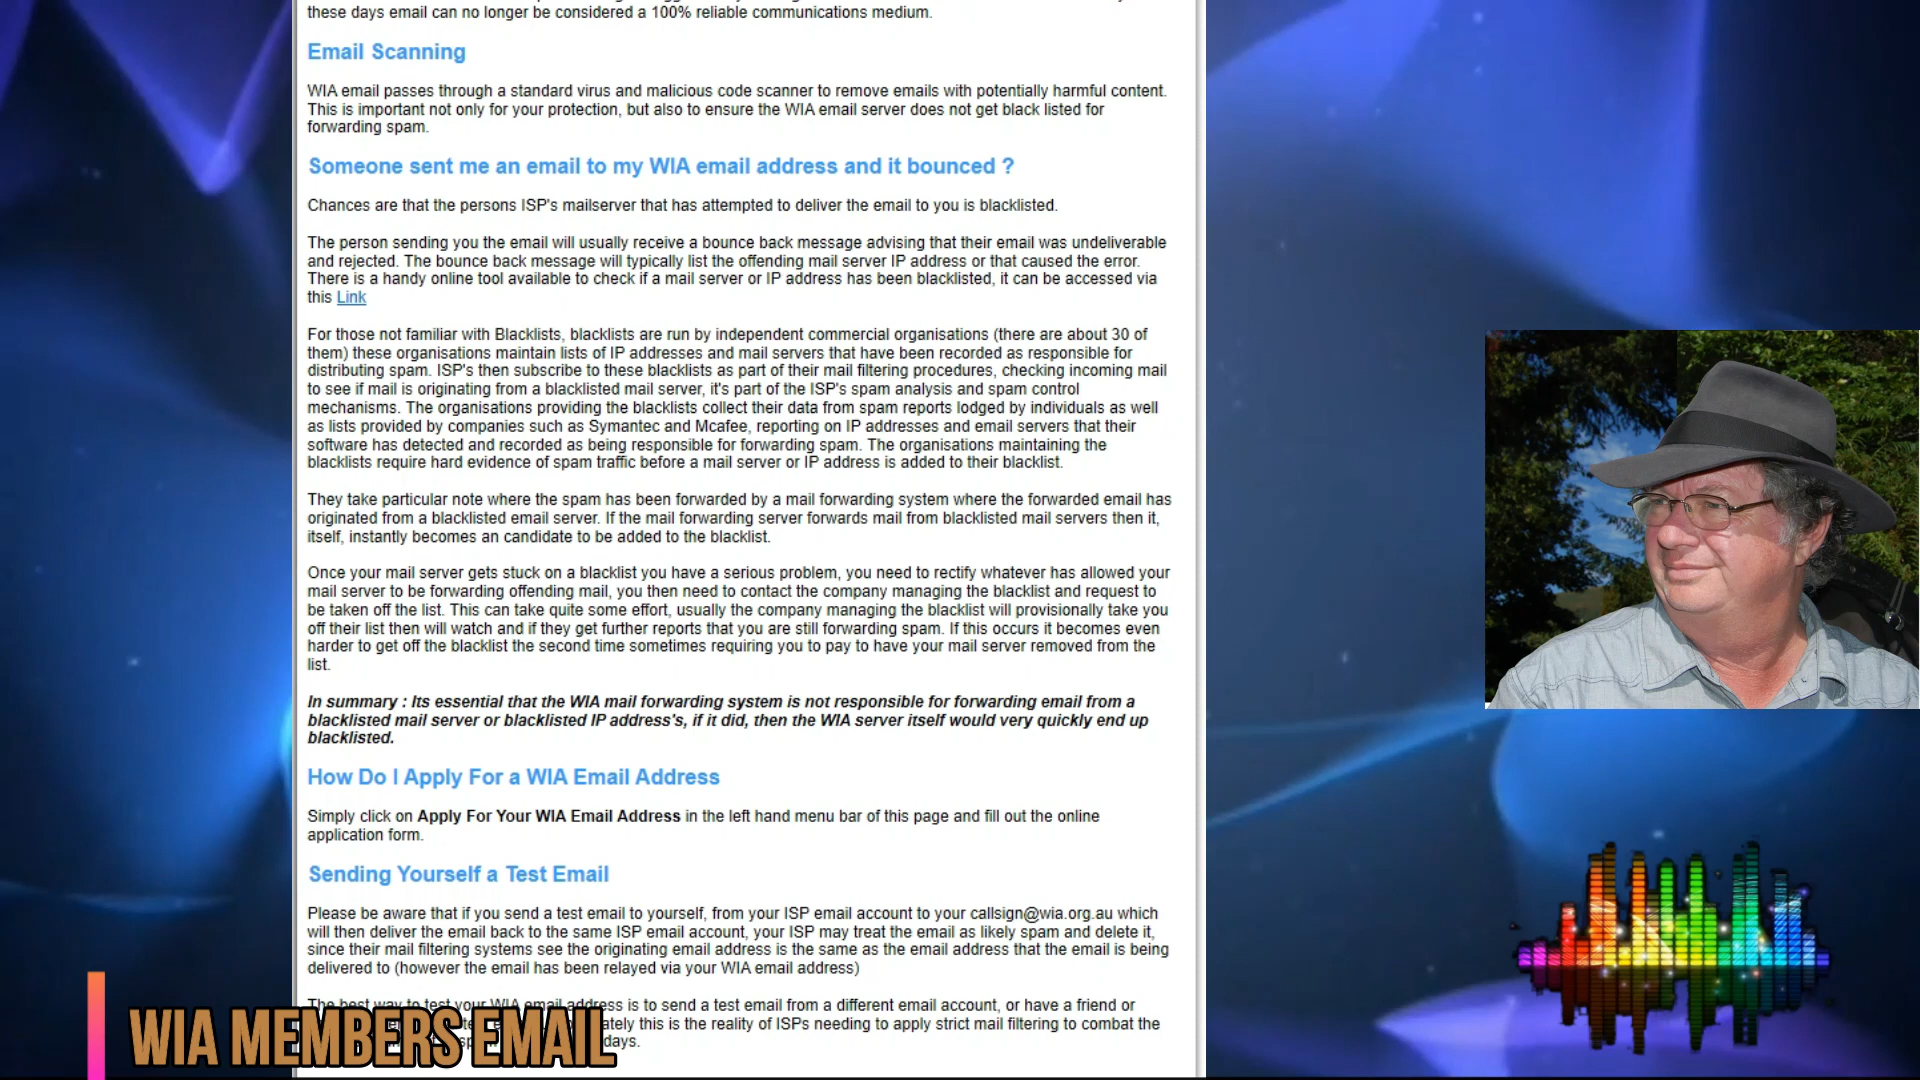 these days email can no longer be considered a 100% reliable communications medium.
Email Scanning
WIA email passes through a standard virus and malicious code scanner to remove emails with potentially harmful content.
This is important not only for your protection, but also to ensure the WIA email server does not get black listed for
forwarding spam.
Someone sent me an email to my WIA email address and it bounced ?
Chances are that the persons ISP's mailserver that has attempted to deliver the email to you is blacklisted.
The person sending you the email will usually receive a bounce back message advising that their email was undeliverable
and rejected. The bounce back message will typically list the offending mail server IP address or that caused the error.
There is a handy online tool available to check if a mail server or IP address has been blacklisted, it can be accessed via
this Link
For those not familiar with Blacklists, blacklists are run by independent commercial organisations (there are about 30 of
them) these organisations maintain lists of IP addresses and mail servers that have been recorded as responsible for
distributing spam. ISP's then subscribe to these blacklists as part of their mail filtering procedures, checking incoming mail
to see if mail is originating from a blacklisted mail server, it's part of the ISP's spam analysis and spam control
mechanisms. The organisations providing the blacklists collect their data from spam reports lodged by individuals as well
as lists provided by companies such as Symantec and Mcafee, reporting on IP addresses and email servers that their
software has detected and recorded as being responsible for forwarding spam. The organisations maintaining the
blacklists require hard evidence of spam traffic before a mail server or IP address is added to their blacklist.
They take particular note where the spam has been forwarded by a mail forwarding system where the forwarded email has
originated from a blacklisted email server. If the mail forwarding server forwards mail from blacklisted mail servers then it,
itself, instantly becomes an candidate to be added to the blacklist.
Once your mail server gets stuck on a blacklist you have a serious problem, you need to rectify whatever has allowed your
mail server to be forwarding offending mail, you then need to contact the company managing the blacklist and request to
be taken off the list. This can take quite some effort, usually the company managing the blacklist will provisionally take you
off their list then will watch and if they get further reports that you are still forwarding spam. If this occurs it becomes even
harder to get off the blacklist the second time sometimes requiring you to pay to have your mail server removed from the
list.
In summary : Its essential that the WIA mail forwarding system is not responsible for forwarding email from a
blacklisted mail server or blacklisted IP address's, if it did, then the WIA server itself would very quickly end up
blacklisted.
How Do I Apply For a WIA Email Address
Simply click on Apply For Your WIA Email Address in the left hand menu bar of this page and fill out the online
application form.
Sending Yourself a Test Email
Please be aware that if you send a test email to yourself, from your ISP email account to your callsign@wia.org.au which
will then deliver the email back to the same ISP email account, your ISP may treat the email as likely spam and delete it,
since their mail filtering systems see the originating email address is the same as the email address that the email is being
delivered to (however the email has been relayed via your WIA email address)
The best way to test your WIA email address is to send a test email from a different email account, or have a friend or
this is the reality of ISPs needing to apply strict mail filtering to combat the
days.
WIA MEMBERS EMAIL